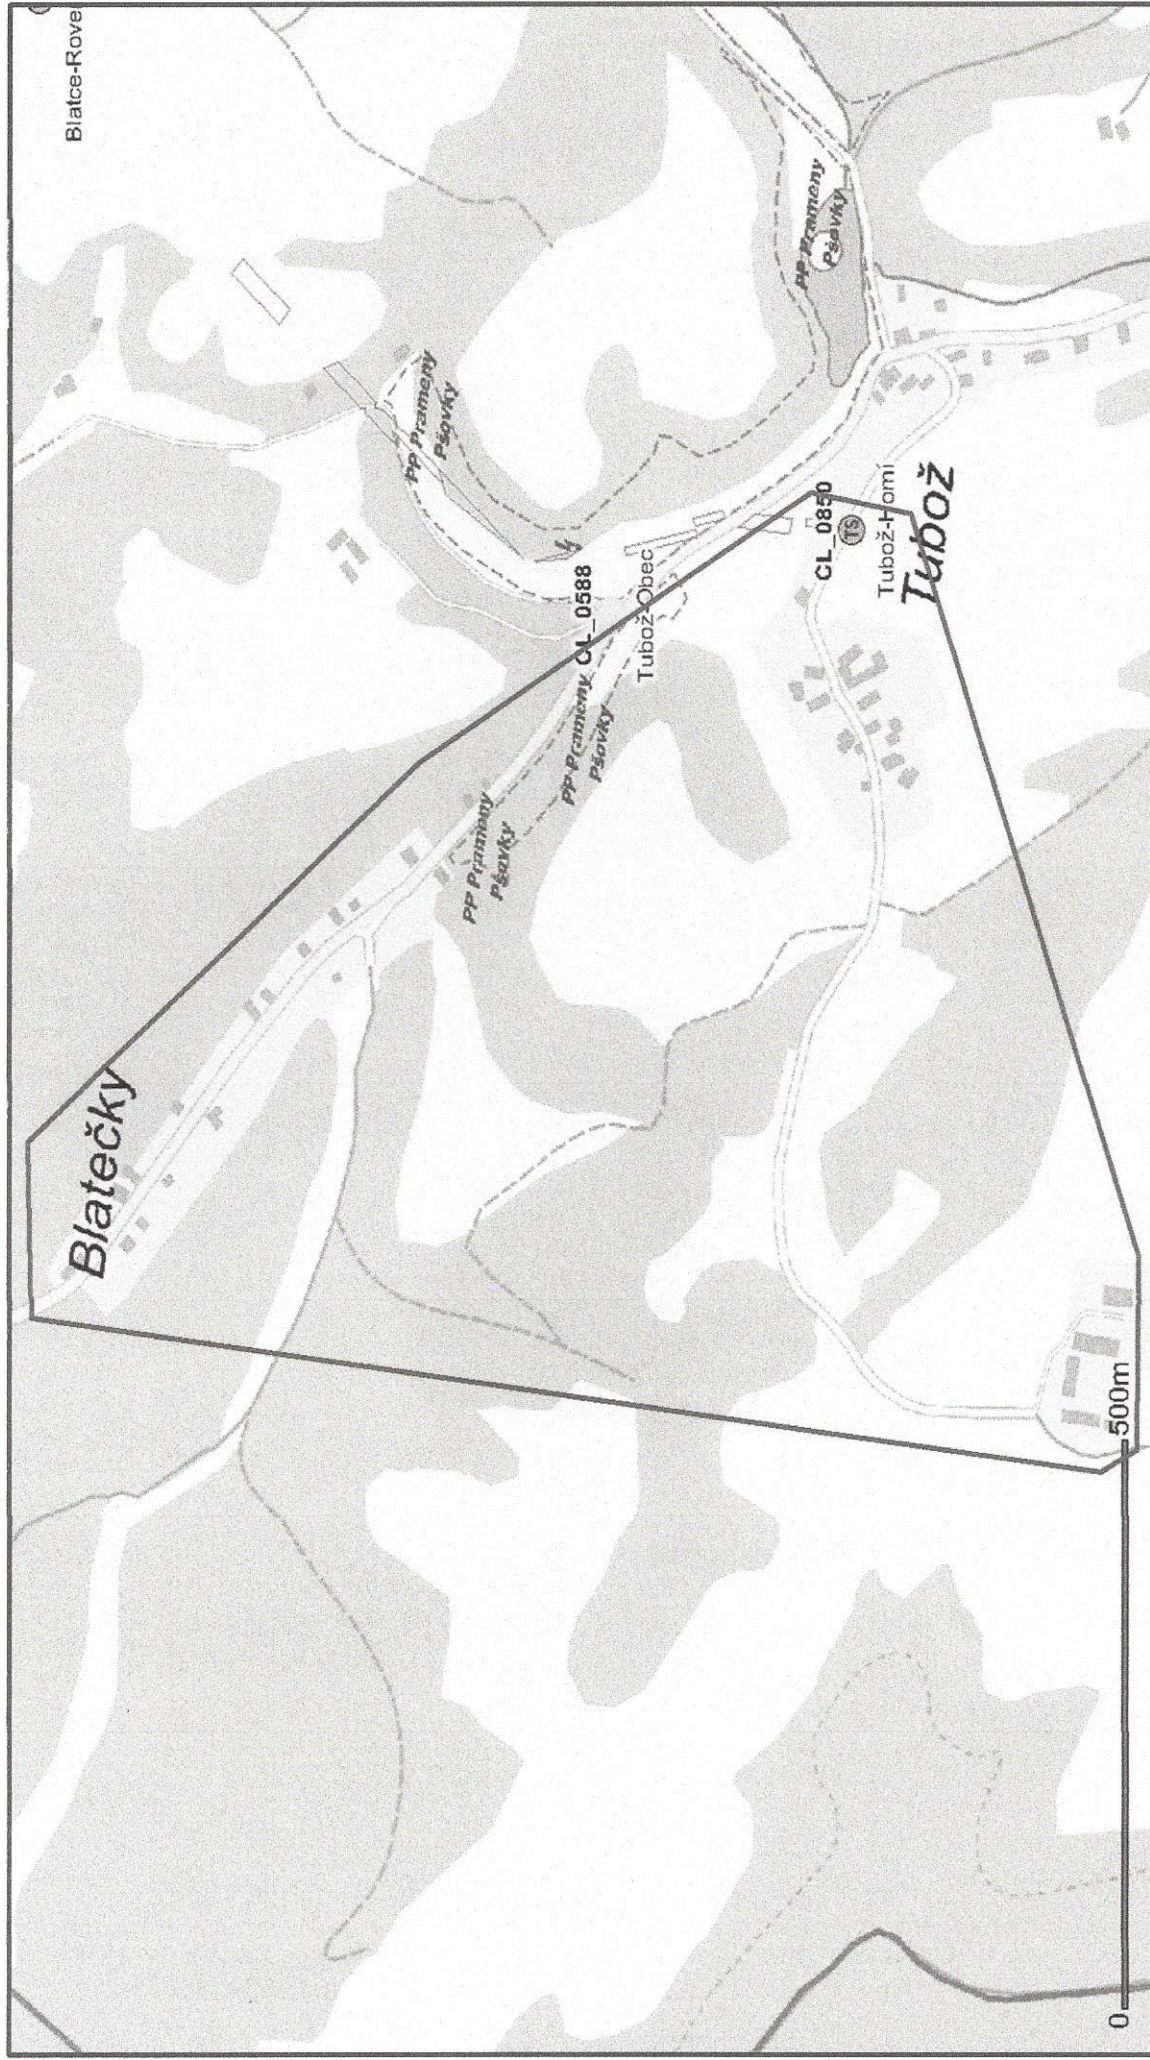 Blatce-Rove
Blatečky
PP Prameny
Pšovky
PP Prameny
Pšovky
PP Prameny
Pšovky
PP Prameny
Pšovky
CL_0588
Tubož-Obec
CL_0850
TS
Tubož-Horní
Tubož
0
500m